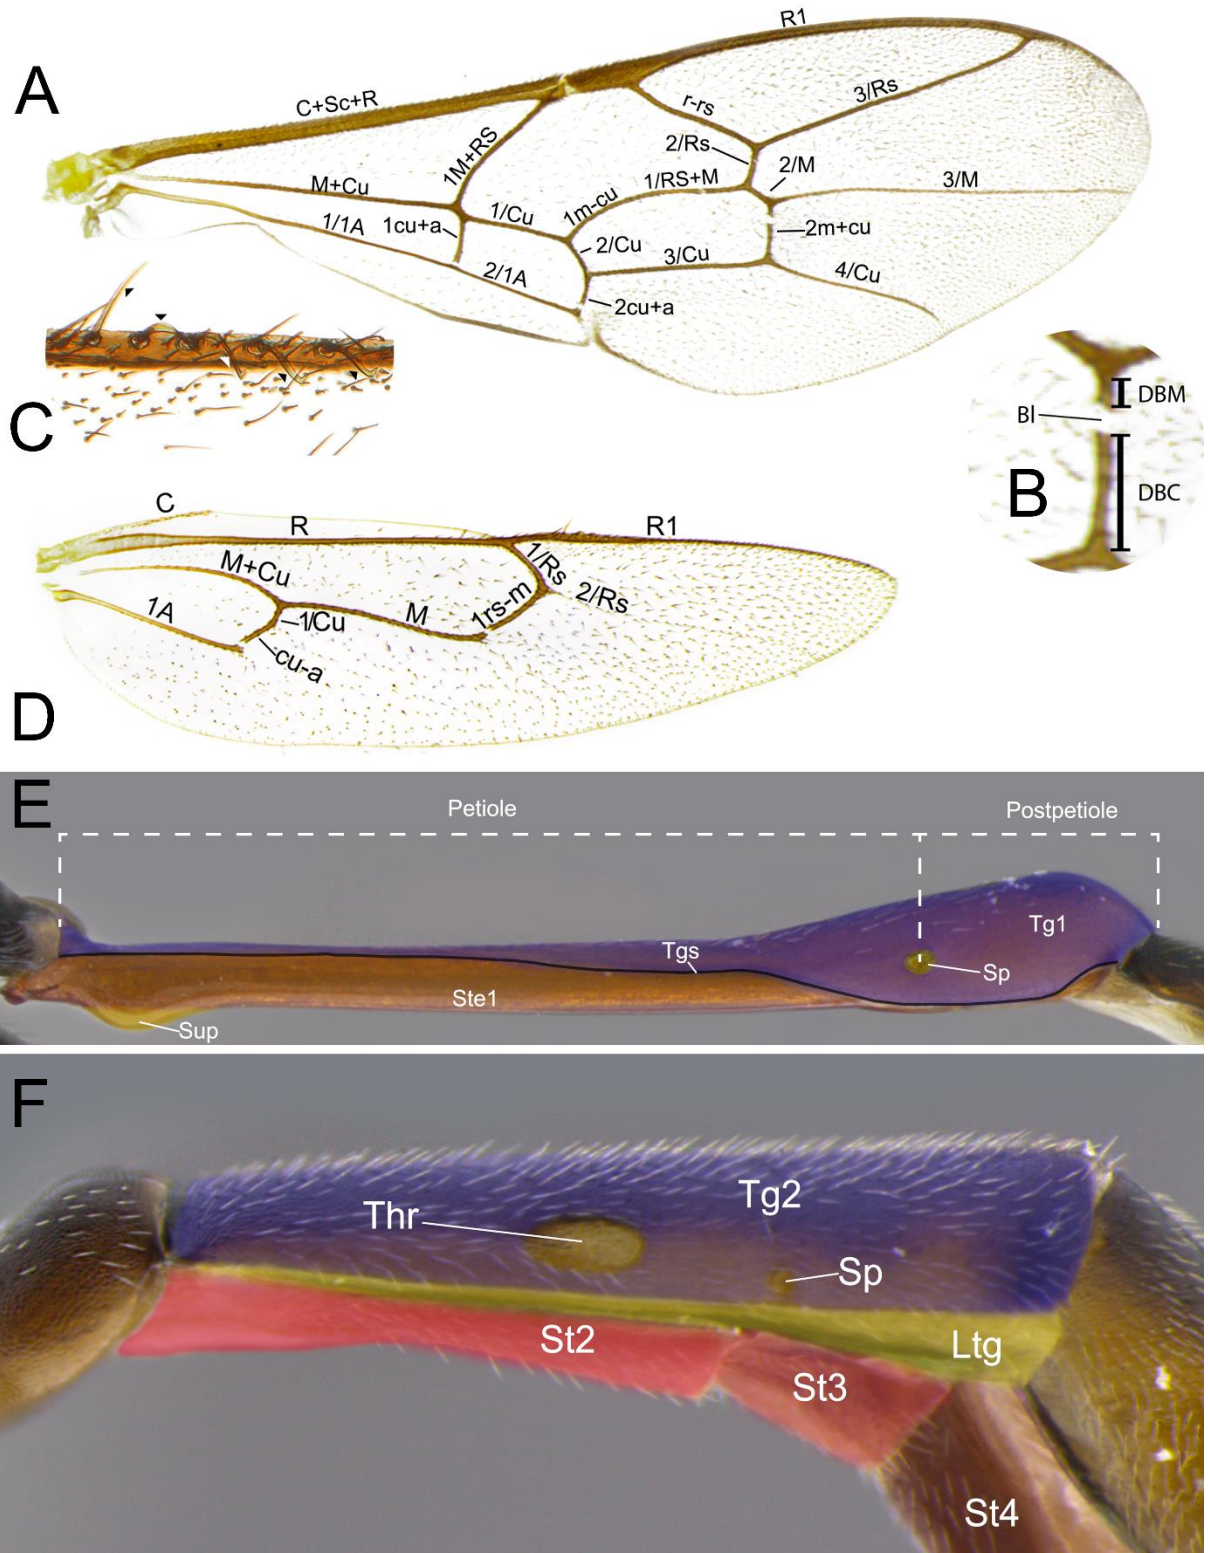 A
R1
C+Sc+R
r-rs
3/Rs
1M+RS
2/Rs
2/M
M+Cu
1m-cu
1/RS+M
3/M
1/1A
1cu+a
1/Cu
2/Cu
2m+cu
3/Cu
4/Cu
2/1A
2cu+a
C
B
Bl
DBM
DBC
D
C
R
R1
M+Cu
1/Rs
2/Rs
1A
1/Cu
M
1rs-m
cu-a
E
Petiole
Postpetiole
Tgs
Tg1
Sp
Ste1
Sup
F
Thr
Tg2
Sp
St2
Ltg
St3
St4